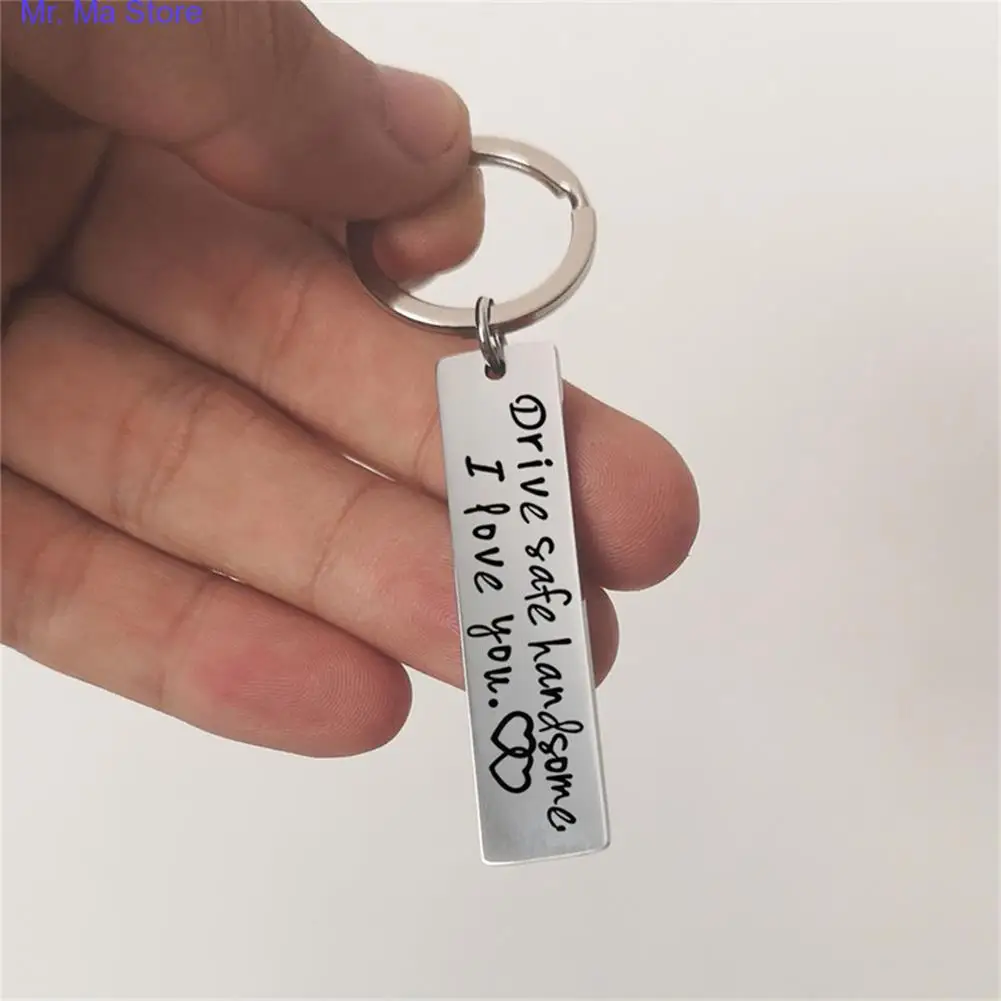 Mr. Ma Store
Drive safe handsome
I love you.